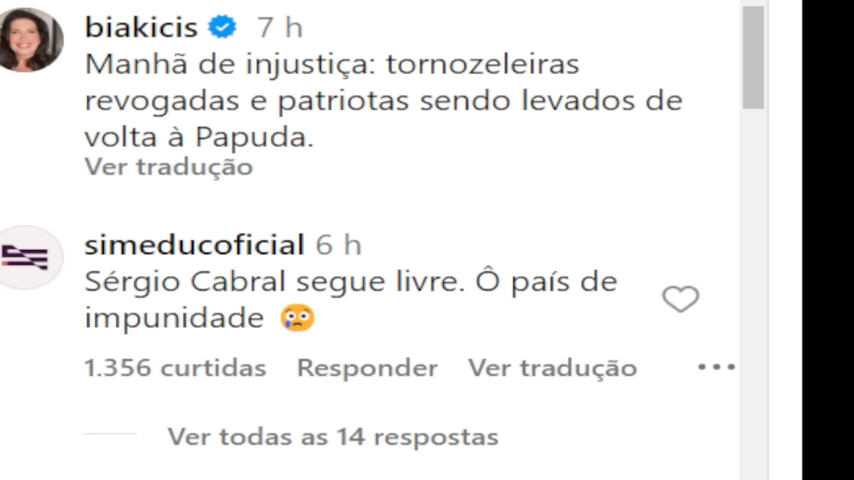 biakicis 7 h
Manhã de injustiça: tornozeleiras
revogadas e patriotas sendo levados de
volta à Papuda.
Ver tradução
simeducoficial 6 h
Sérgio Cabral segue livre. Ô país de
impunidade 😢
1.356 curtidas Responder Ver tradução
Ver todas as 14 respostas